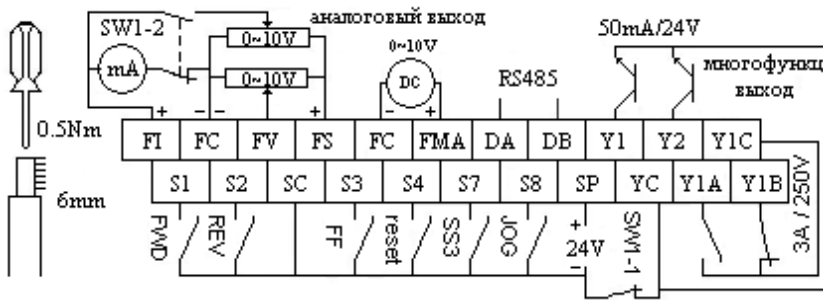 SW1-2
аналоговый выход
0~10V
0~10V
mA
0~10V
DC
RS485
50mA/24V
многофункц
выход
0.5Nm
6mm
FI FC FV FS FC FMA DA DB Y1 Y2 Y1C
S1 S2 SC S3 S4 S7 S8 SP YC Y1A Y1B
FWD
REV
FF
reset
SS3
JOG
+
24V
−
SW1-1
3A / 250V